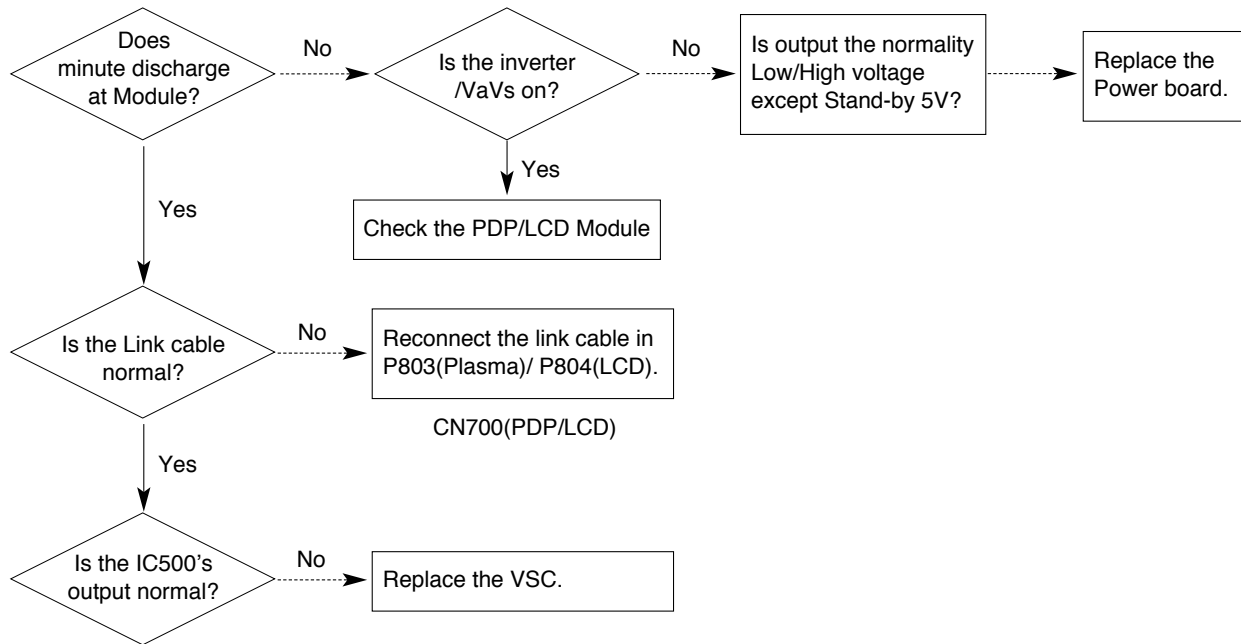 Does
minute discharge
at Module?
No
Is the inverter
/VaVs on?
No
Is output the normality
Low/High voltage
except Stand-by 5V?
Replace the
Power board.
Yes
Yes
Check the PDP/LCD Module
Is the Link cable
normal?
No
Reconnect the link cable in
P803(Plasma)/ P804(LCD).
CN700(PDP/LCD)
Yes
Is the IC500's
output normal?
No
Replace the VSC.